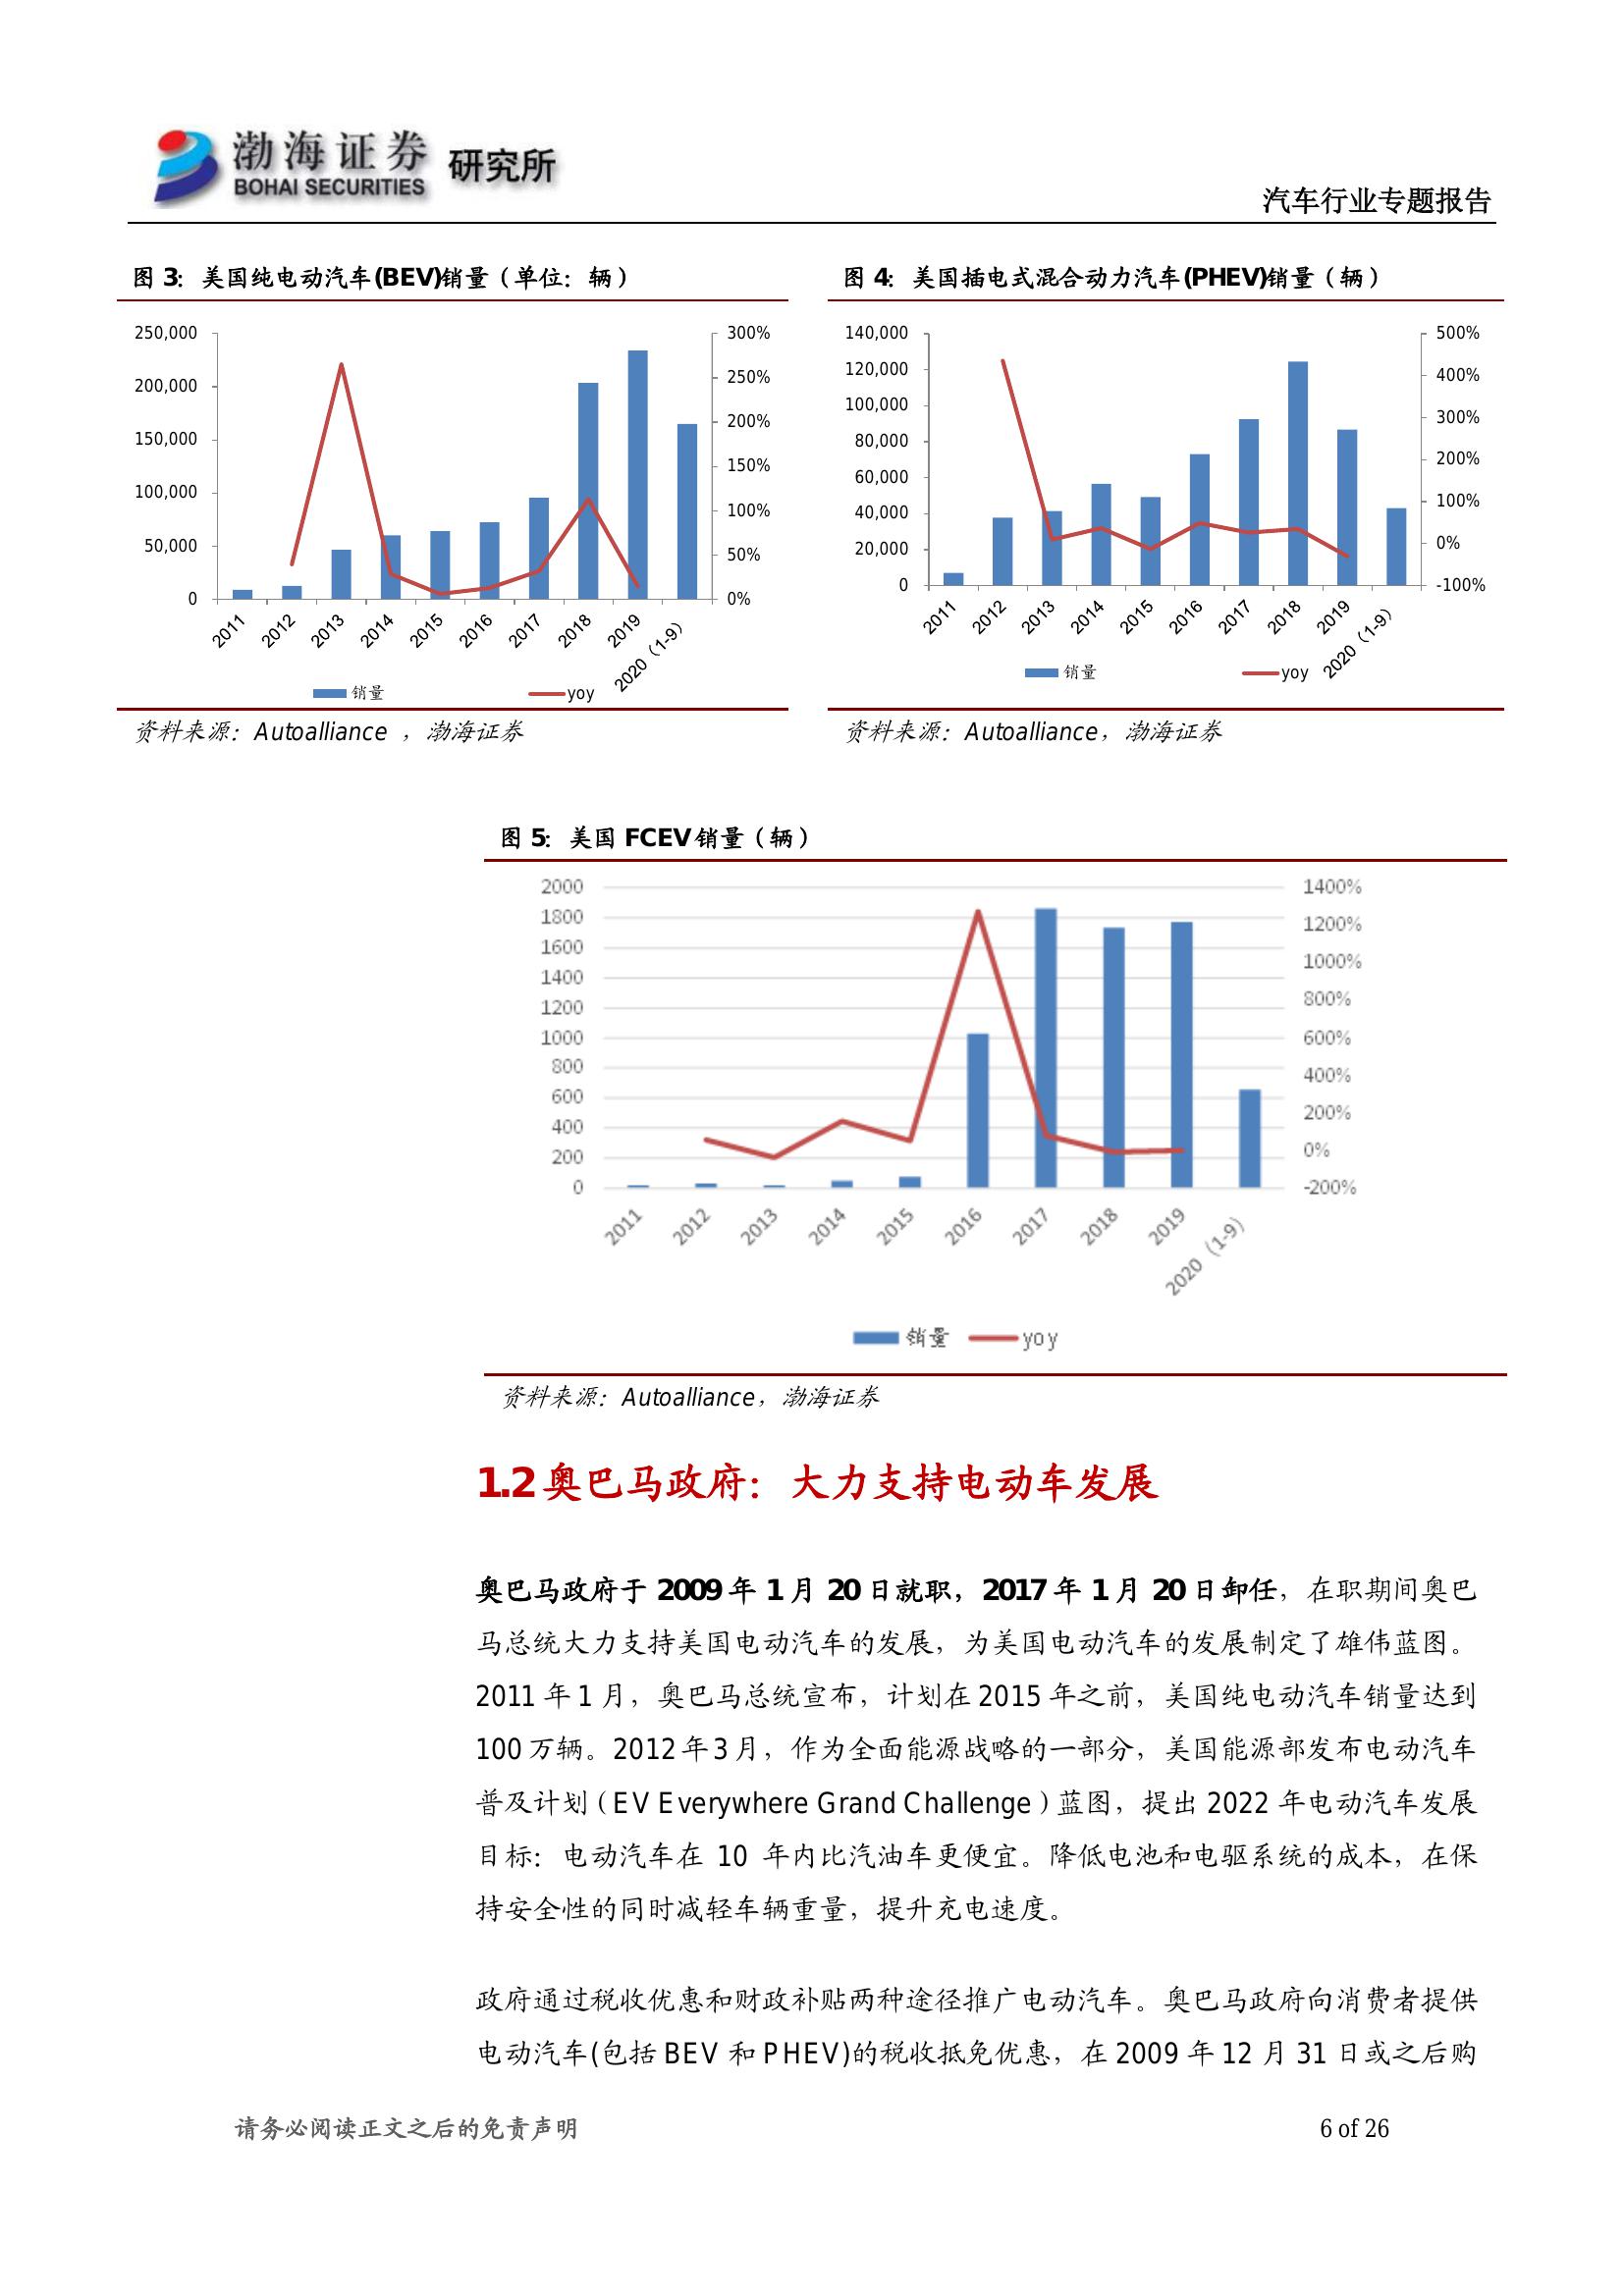 渤海证券 研究所
BOHAI SECURITIES
汽车行业专题报告
图 3：美国纯电动汽车(BEV)销量（单位：辆）
250,000
200,000
150,000
100,000
50,000
0
300%
250%
200%
150%
100%
50%
0%
2011
2012
2013
2014
2015
2016
2017
2018
2019
2020（1-9）
销量
yoy
资料来源：Autoalliance ，渤海证券
图 4：美国插电式混合动力汽车(PHEV)销量（辆）
140,000
120,000
100,000
80,000
60,000
40,000
20,000
0
500%
400%
300%
200%
100%
0%
-100%
2011
2012
2013
2014
2015
2016
2017
2018
2019
2020（1-9）
销量
yoy
资料来源：Autoalliance，渤海证券
图 5：美国 FCEV 销量（辆）
2000
1800
1600
1400
1200
1000
800
600
400
200
0
1400%
1200%
1000%
800%
600%
400%
200%
0%
-200%
2011
2012
2013
2014
2015
2016
2017
2018
2019
2020（1-9）
销量
yoy
资料来源：Autoalliance，渤海证券
1.2 奥巴马政府：大力支持电动车发展
奥巴马政府于 2009 年 1 月 20 日就职，2017 年 1 月 20 日卸任，在职期间奥巴
马总统大力支持美国电动汽车的发展，为美国电动汽车的发展制定了雄伟蓝图。
2011 年 1 月，奥巴马总统宣布，计划在 2015 年之前，美国纯电动汽车销量达到
100 万辆。2012 年 3 月，作为全面能源战略的一部分，美国能源部发布电动汽车
普及计划（EV Everywhere Grand Challenge）蓝图，提出 2022 年电动汽车发展
目标：电动汽车在 10 年内比汽油车更便宜。降低电池和电驱系统的成本，在保
持安全性的同时减轻车辆重量，提升充电速度。
政府通过税收优惠和财政补贴两种途径推广电动汽车。奥巴马政府向消费者提供
电动汽车(包括 BEV 和 PHEV)的税收抵免优惠，在 2009 年 12 月 31 日或之后购
请务必阅读正文之后的免责声明
6 of 26